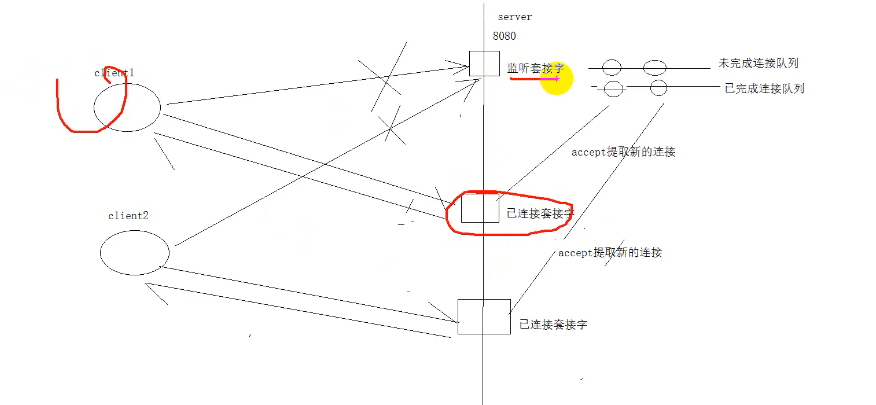 server
8080
client1
监听套接字
未完成连接队列
已完成连接队列
accept提取新的连接
已连接套接字
client2
accept提取新的连接
已连接套接字